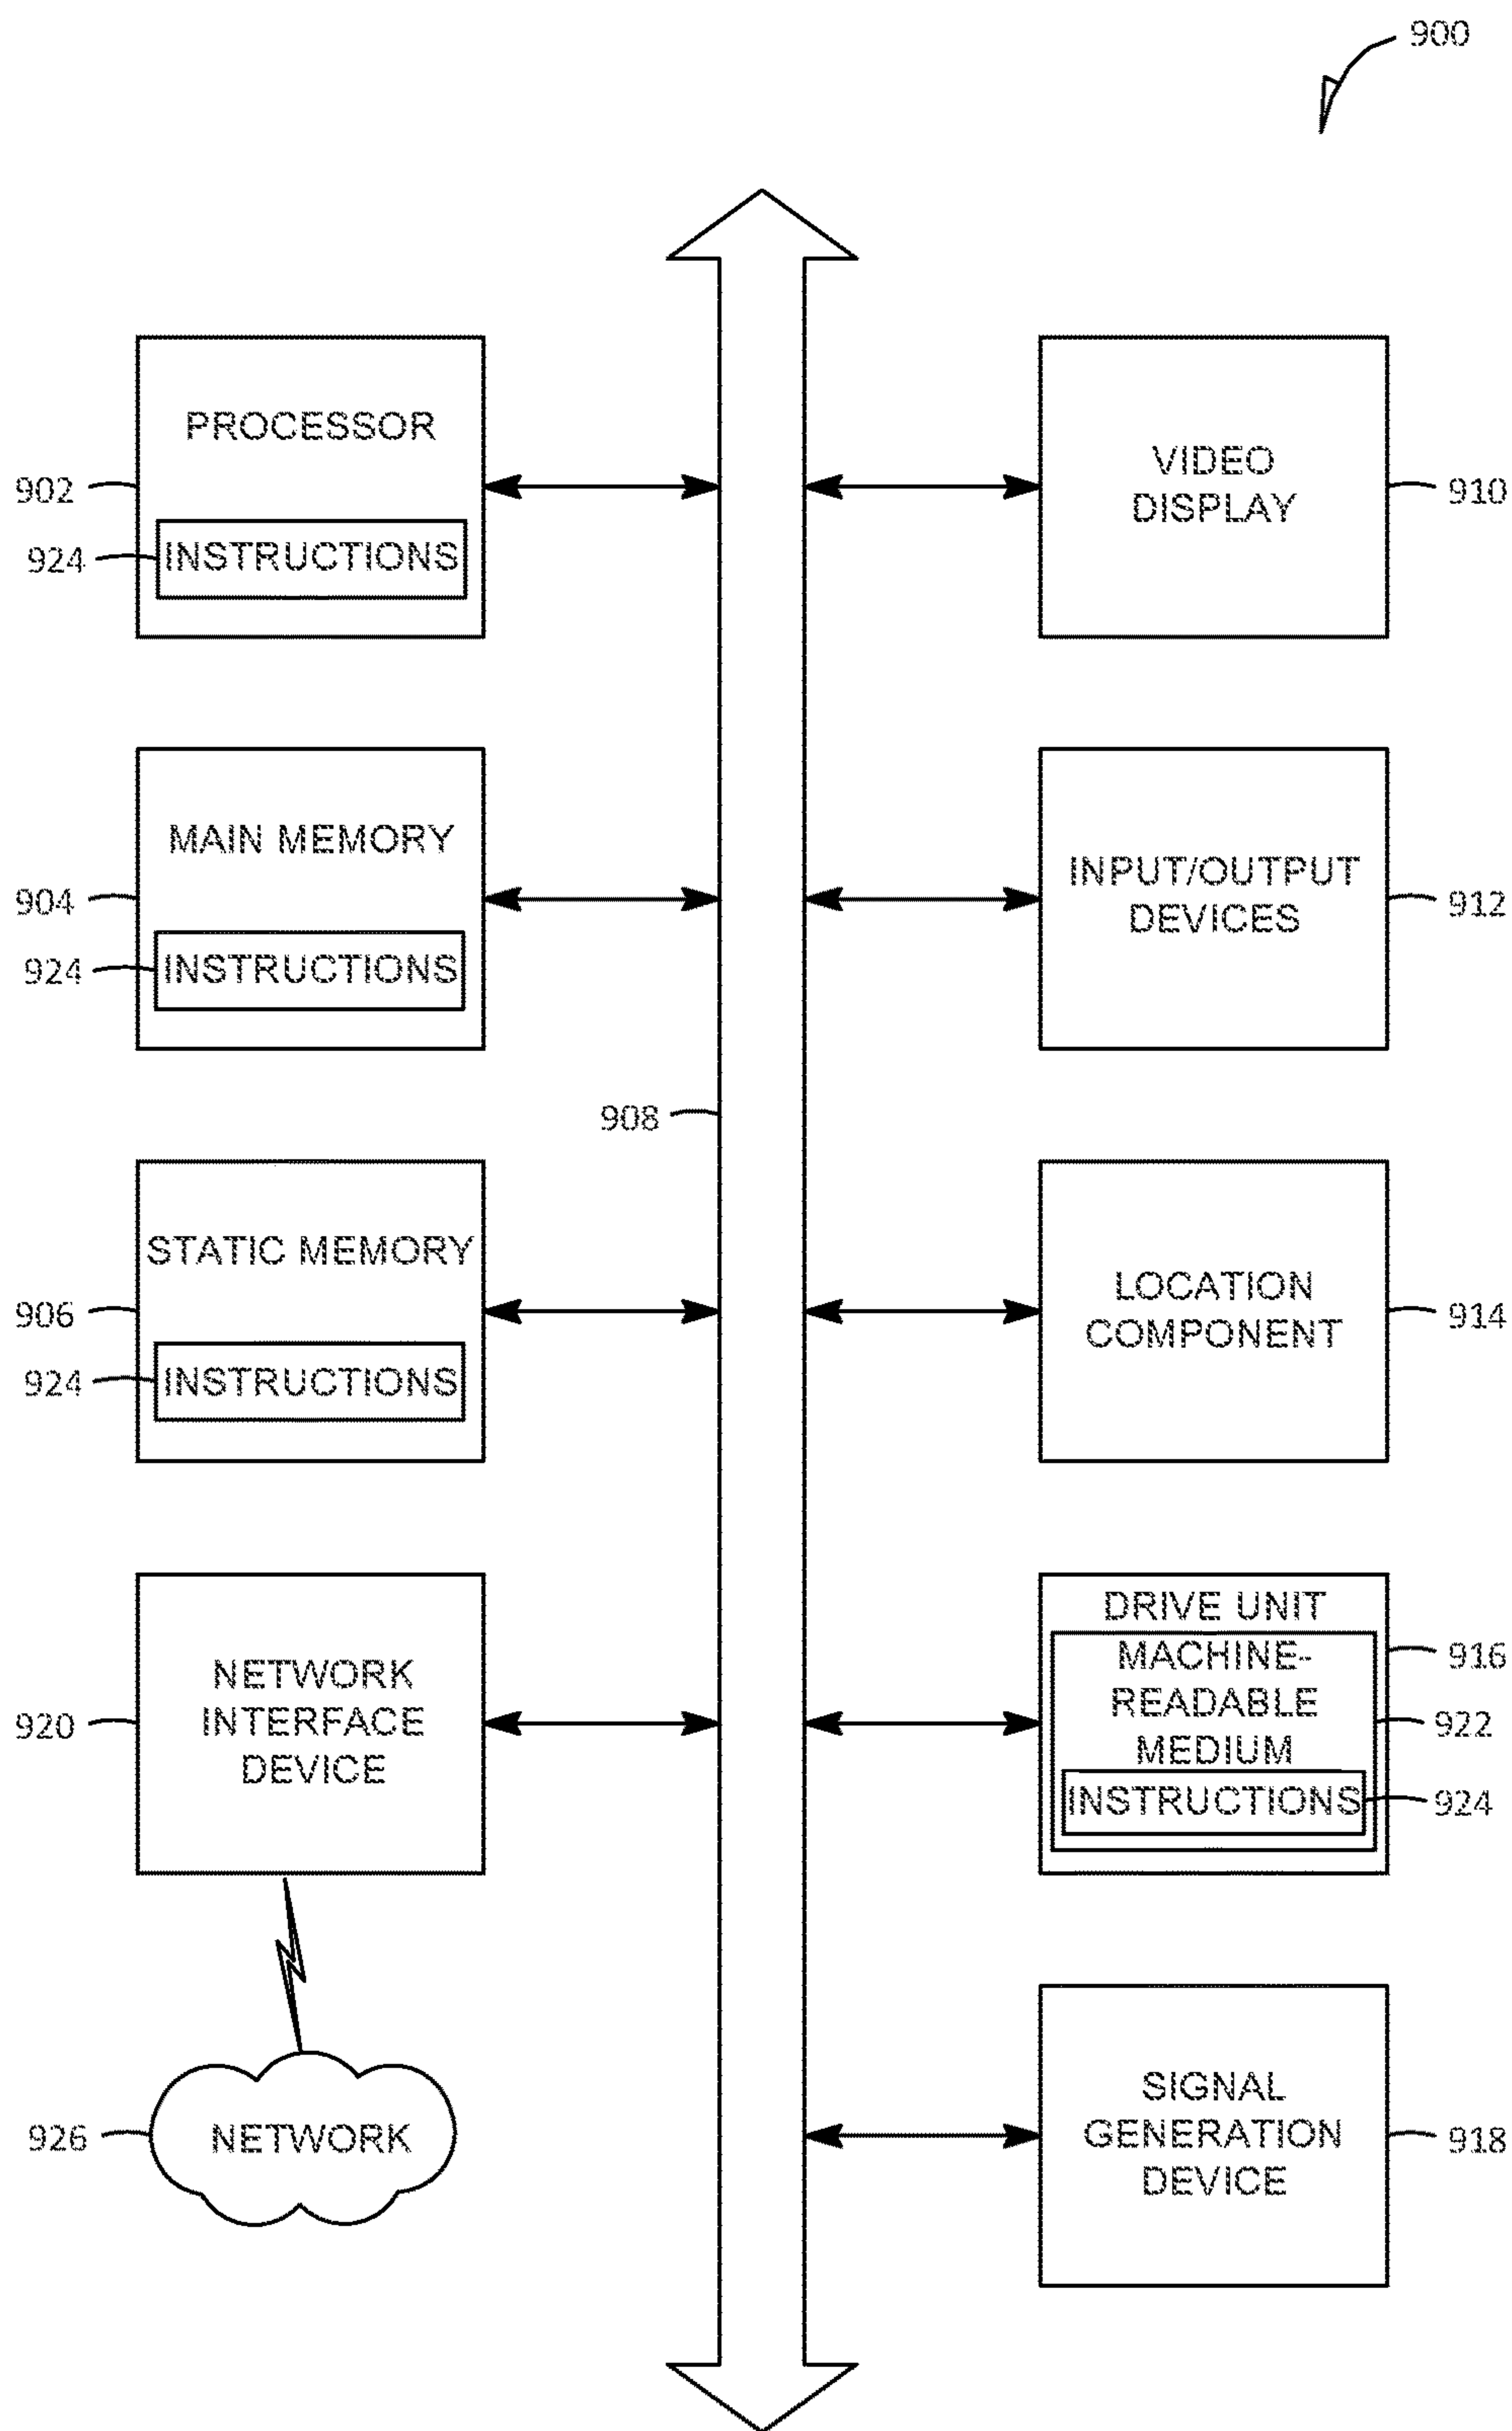 900
PROCESSOR
902
924
INSTRUCTIONS
VIDEO
DISPLAY
910
MAIN MEMORY
904
924
INSTRUCTIONS
INPUT/OUTPUT
DEVICES
912
908
STATIC MEMORY
906
924
INSTRUCTIONS
LOCATION
COMPONENT
914
NETWORK
INTERFACE
DEVICE
920
DRIVE UNIT
916
MACHINE-
READABLE
MEDIUM
922
INSTRUCTIONS
924
926
NETWORK
SIGNAL
GENERATION
DEVICE
918